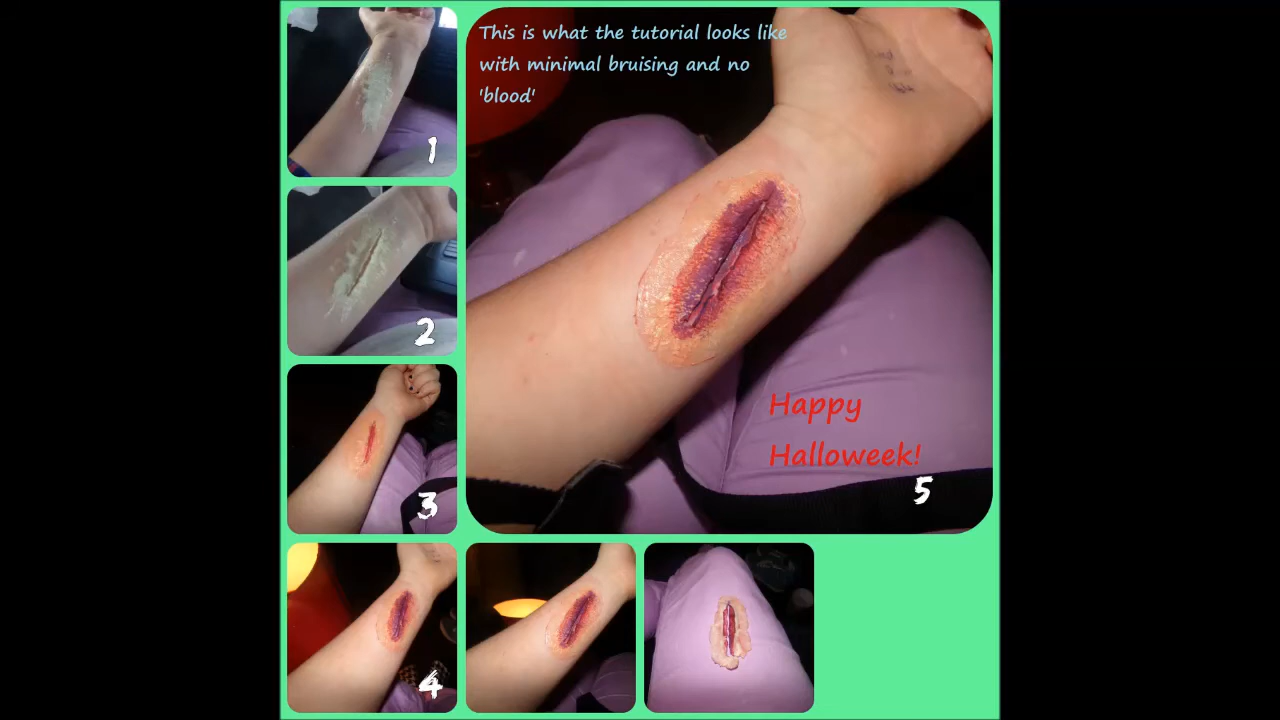 This is what the tutorial looks like
with minimal bruising and no
'blood'
1
2
3
Happy
Halloweek!
5
4